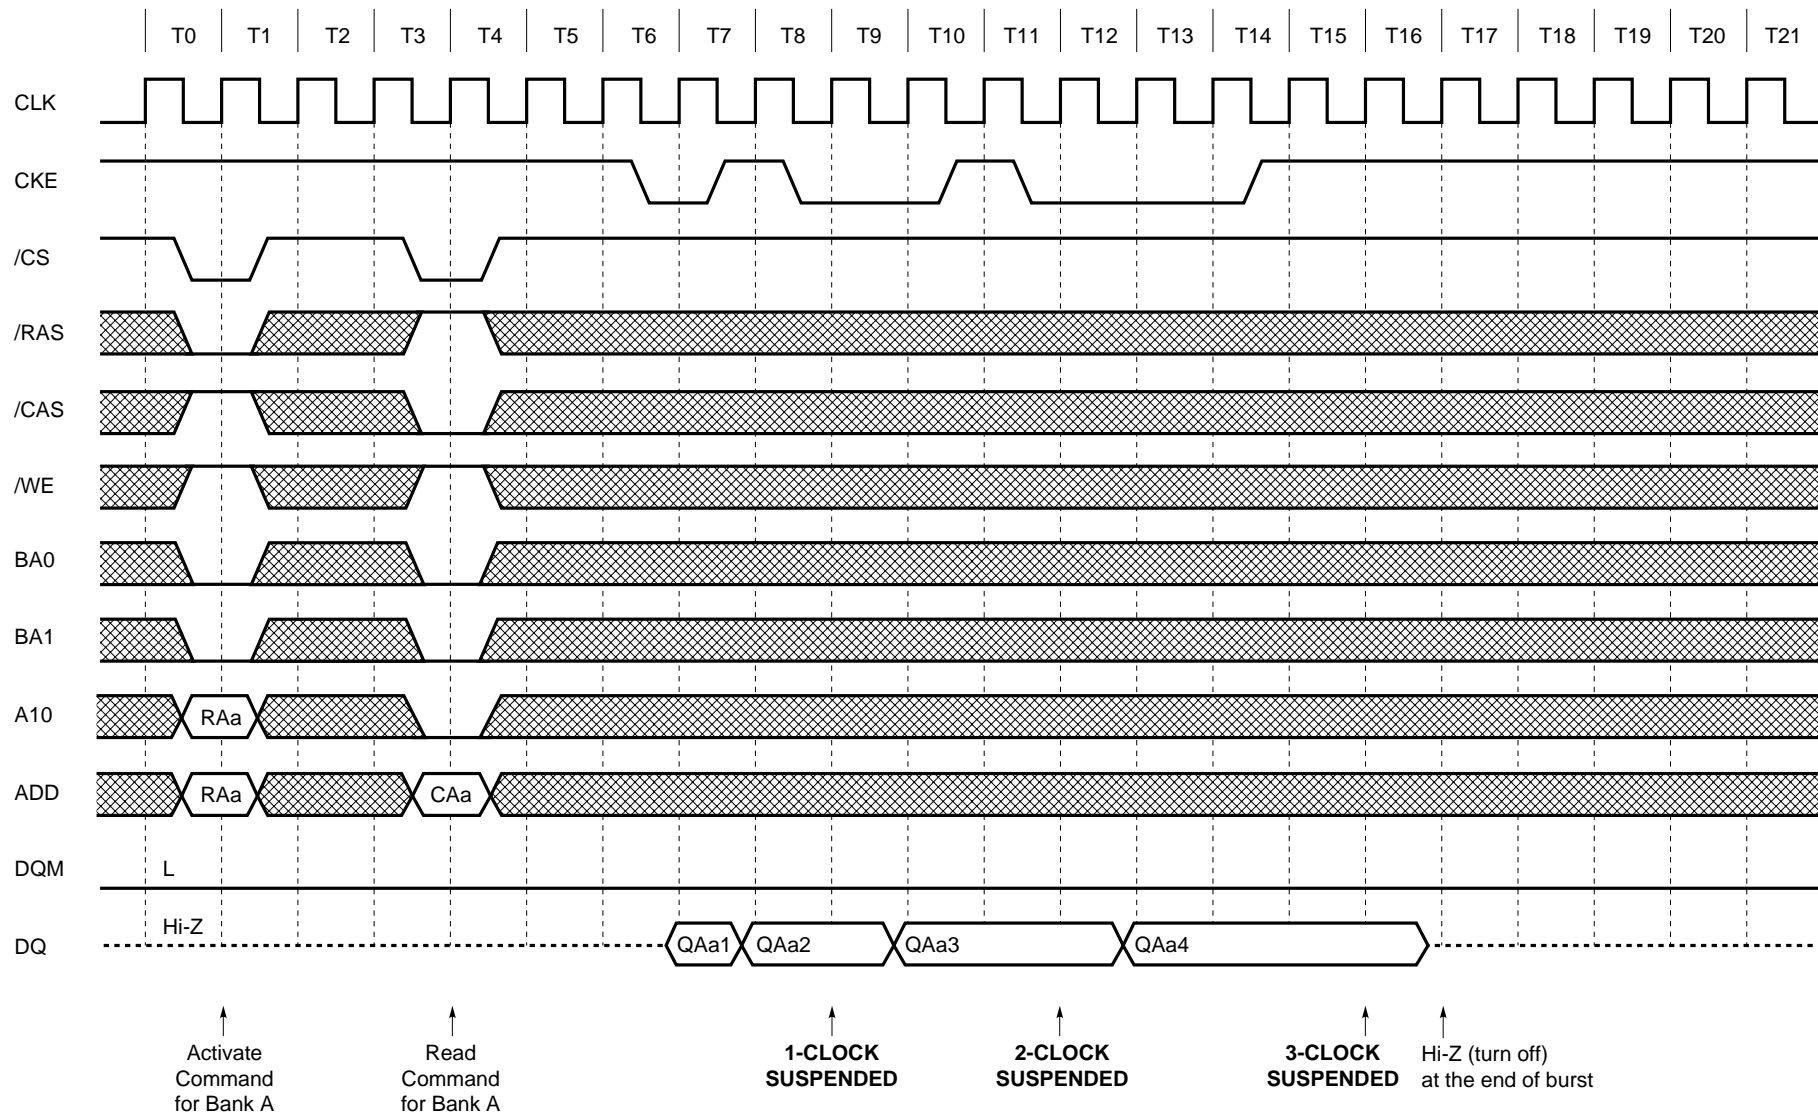 T0 T1 T2 T3 T4 T5 T6 T7 T8 T9 T10 T11 T12 T13 T14 T15 T16 T17 T18 T19 T20 T21
CLK
CKE
/CS
/RAS
/CAS
/WE
BA0
BA1
A10 RAa
ADD RAa CAa
DQM L
Hi-Z
DQ QAa1 QAa2 QAa3 QAa4
Activate
Command
for Bank A
Read
Command
for Bank A
1-CLOCK
SUSPENDED
2-CLOCK
SUSPENDED
3-CLOCK
SUSPENDED
Hi-Z (turn off)
at the end of burst